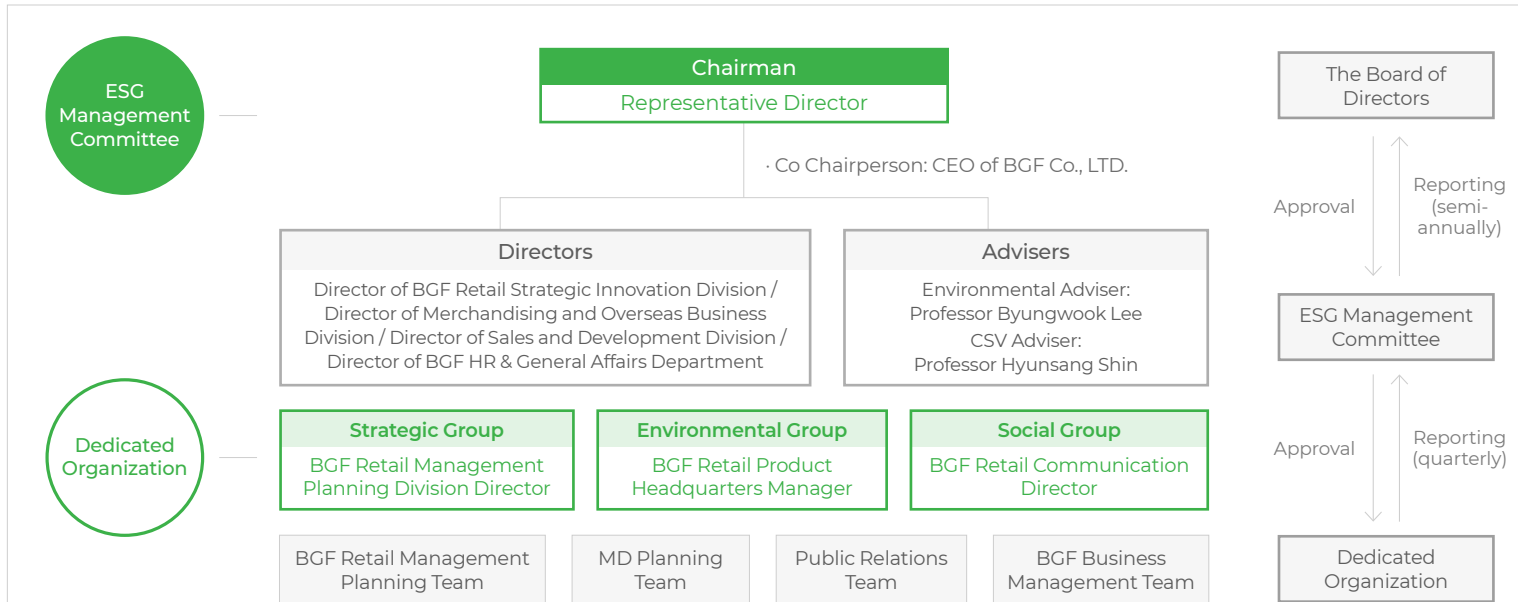 ESG
Management
Committee
Chairman
Representative Director
· Co Chairperson: CEO of BGF Co., LTD.
Directors
Director of BGF Retail Strategic Innovation Division /
Director of Merchandising and Overseas Business
Division / Director of Sales and Development Division /
Director of BGF HR & General Affairs Department
Advisers
Environmental Adviser:
Professor Byungwook Lee
CSV Adviser:
Professor Hyunsang Shin
Dedicated
Organization
Strategic Group
BGF Retail Management
Planning Division Director
Environmental Group
BGF Retail Product
Headquarters Manager
Social Group
BGF Retail Communication
Director
BGF Retail Management
Planning Team
MD Planning
Team
Public Relations
Team
BGF Business
Management Team
The Board of
Directors
Approval
Reporting
(semi-
annually)
ESG Management
Committee
Approval
Reporting
(quarterly)
Dedicated
Organization